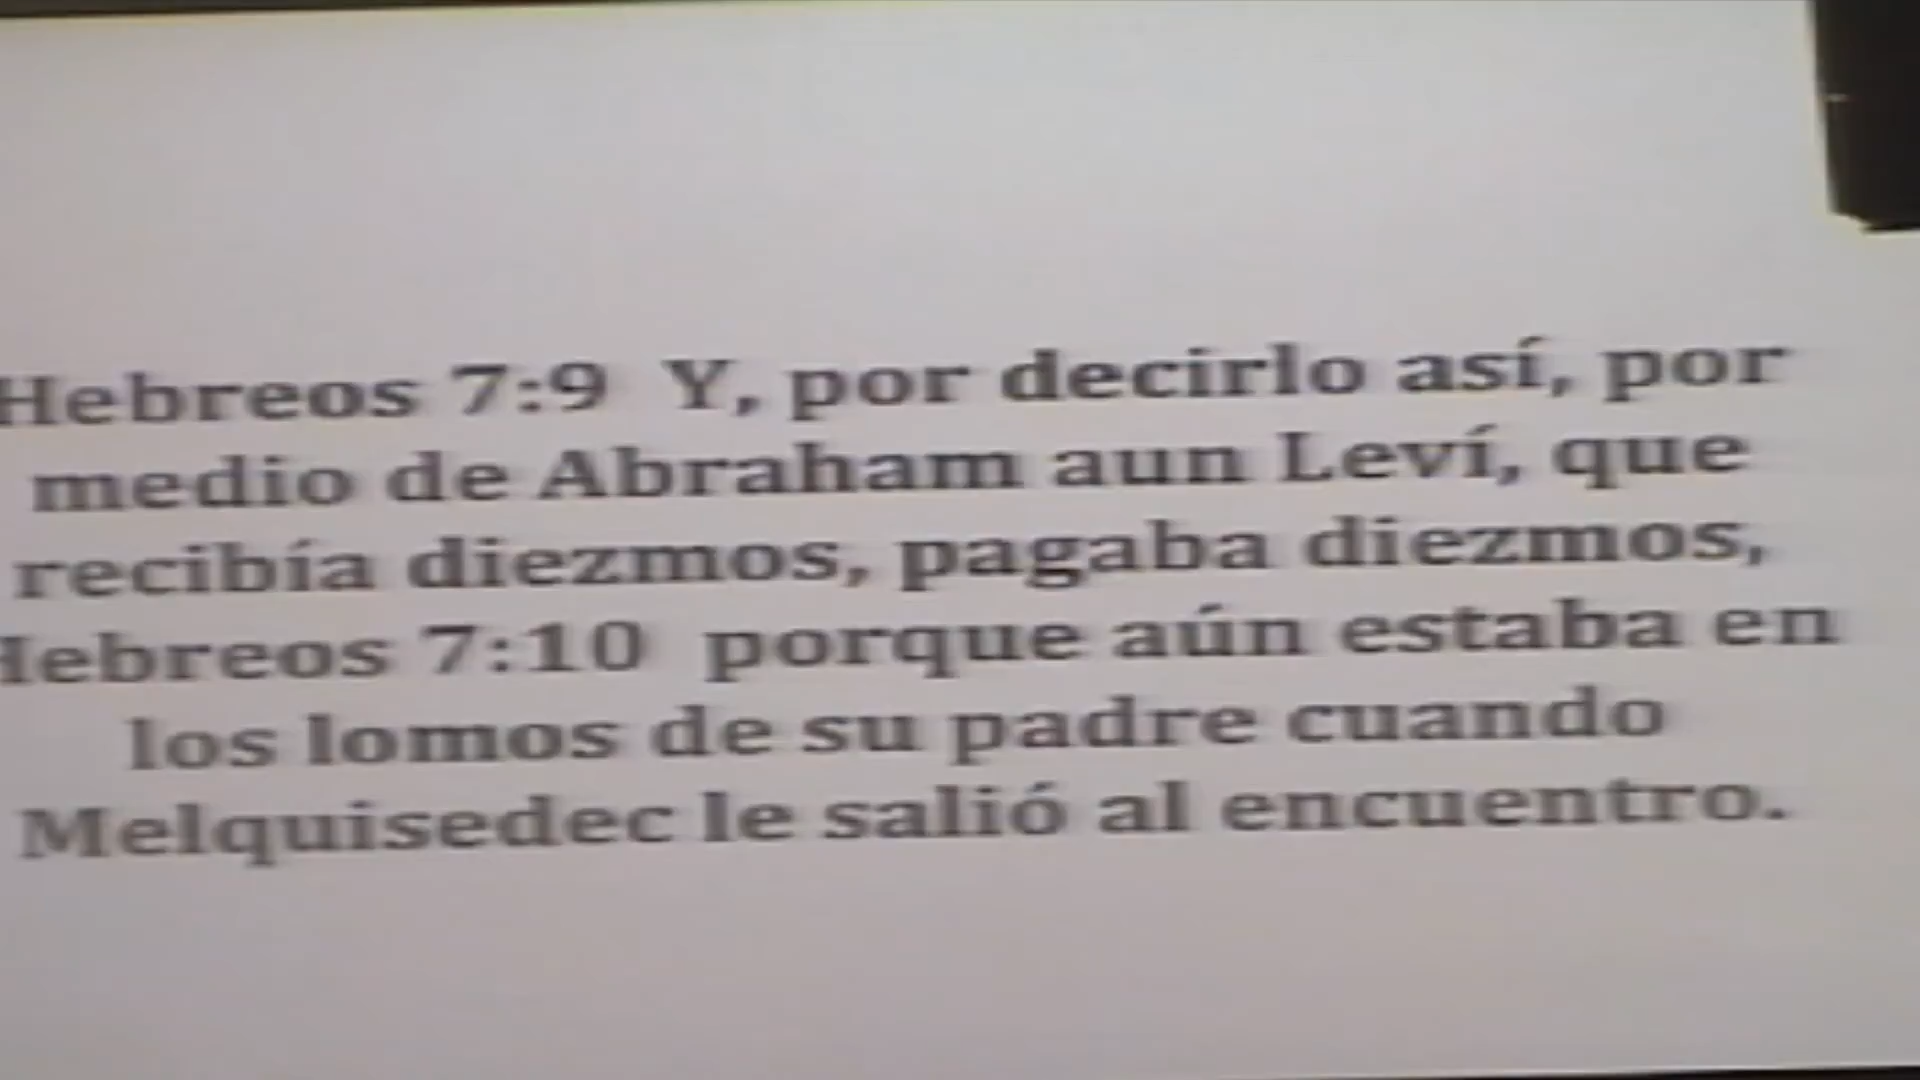 Hebreos 7:9 Y, por decirlo así, por
medio de Abraham aun Leví, que
recibía diezmos, pagaba diezmos,
Hebreos 7:10 porque aún estaba en
los lomos de su padre cuando
Melquisedec le salió al encuentro.